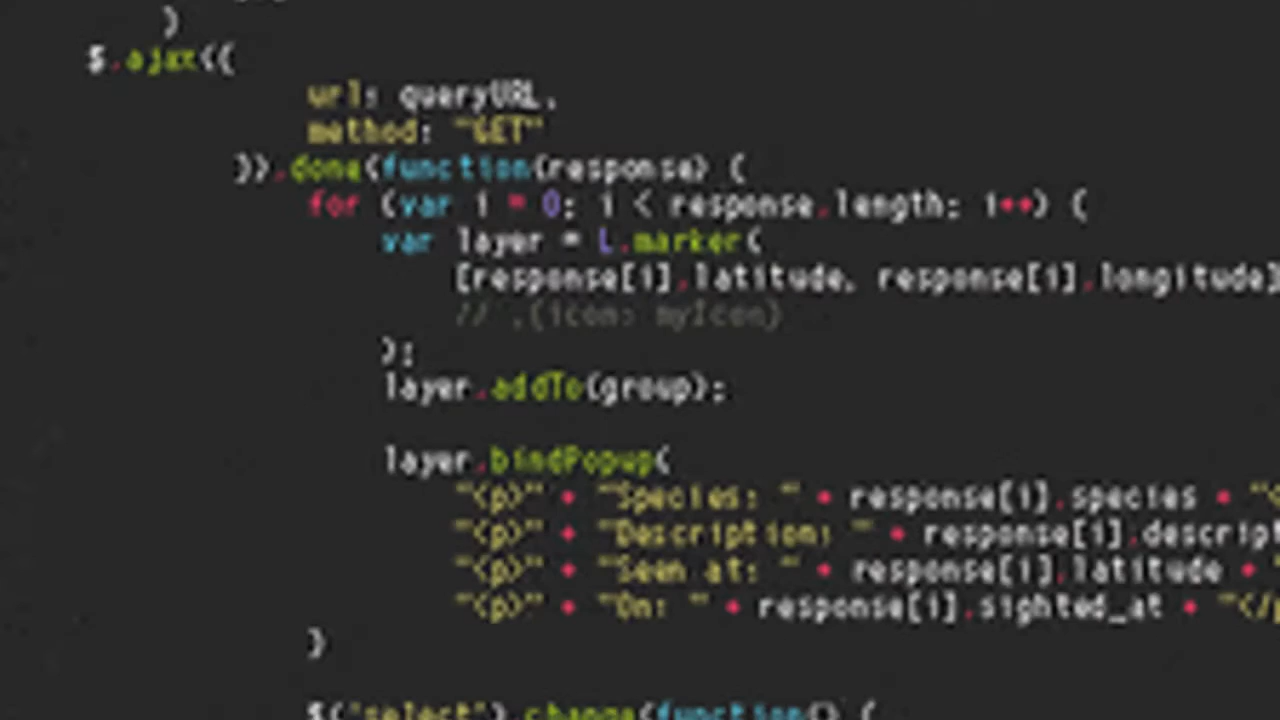 )
$.ajax({
url: queryURL,
method: "GET"
}).done(function(response) {
for (var i = 0; i < response.length; i++) {
var layer = L.marker(
[response[i].latitude, response[i].longitude]
// ,{icon: myIcon}
);
layer.addTo(group);
layer.bindPopup(
"<p>" + "Species: " + response[i].species + "<
"<p>" + "Description: " + response[i].descript
"<p>" + "Seen at: " + response[i].latitude + "
"<p>" + "On: " + response[i].sighted_at + "</p
}
$("select").change(function() {